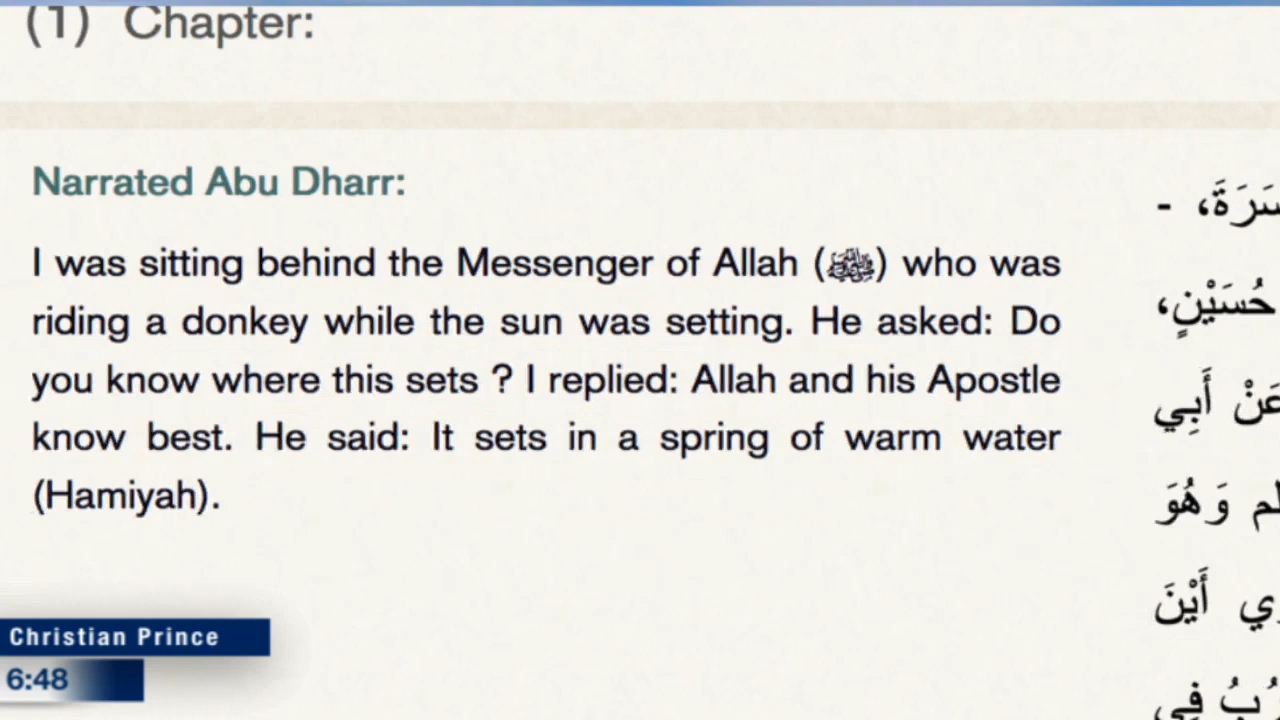 (1) Chapter:
Narrated Abu Dharr:
I was sitting behind the Messenger of Allah (ﷺ) who was
riding a donkey while the sun was setting. He asked: Do
you know where this sets ? I replied: Allah and his Apostle
know best. He said: It sets in a spring of warm water
(Hamiyah).
حُسَيْنٍ،
عَنْ أَبِي
وَهُوَ
أَيْنَ
فِي
Christian Prince
6:48